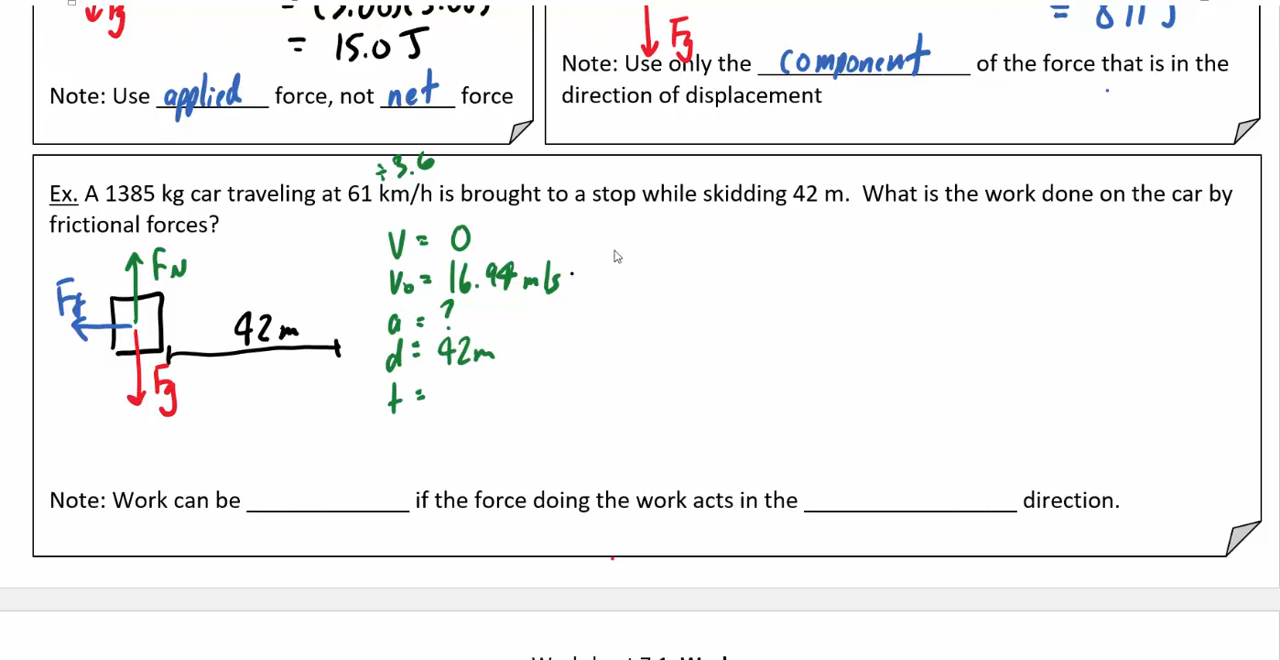 = 15.0 J
Fg
Note: Use applied force, not net force
= 811 J
Fg
Note: Use only the component of the force that is in the
direction of displacement
÷3.6
Ex. A 1385 kg car traveling at 61 km/h is brought to a stop while skidding 42 m. What is the work done on the car by
frictional forces?
FN
Ff
Fg
42m
V = 0
V₀ = 16.94 m/s
a = ?
d = 42m
t =
Note: Work can be ______________ if the force doing the work acts in the __________________ direction.